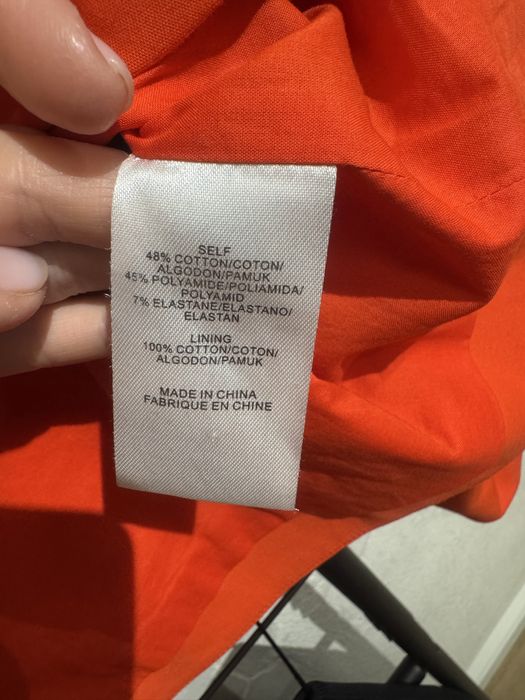 SELF
48% COTTON/COTON/
ALGODON/PAMUK
45% POLYAMIDE/POLIAMIDA/
POLYAMID
7% ELASTANE/ELASTANO/
ELASTAN
LINING
100% COTTON/COTON/
ALGODON/PAMUK
MADE IN CHINA
FABRIQUE EN CHINE